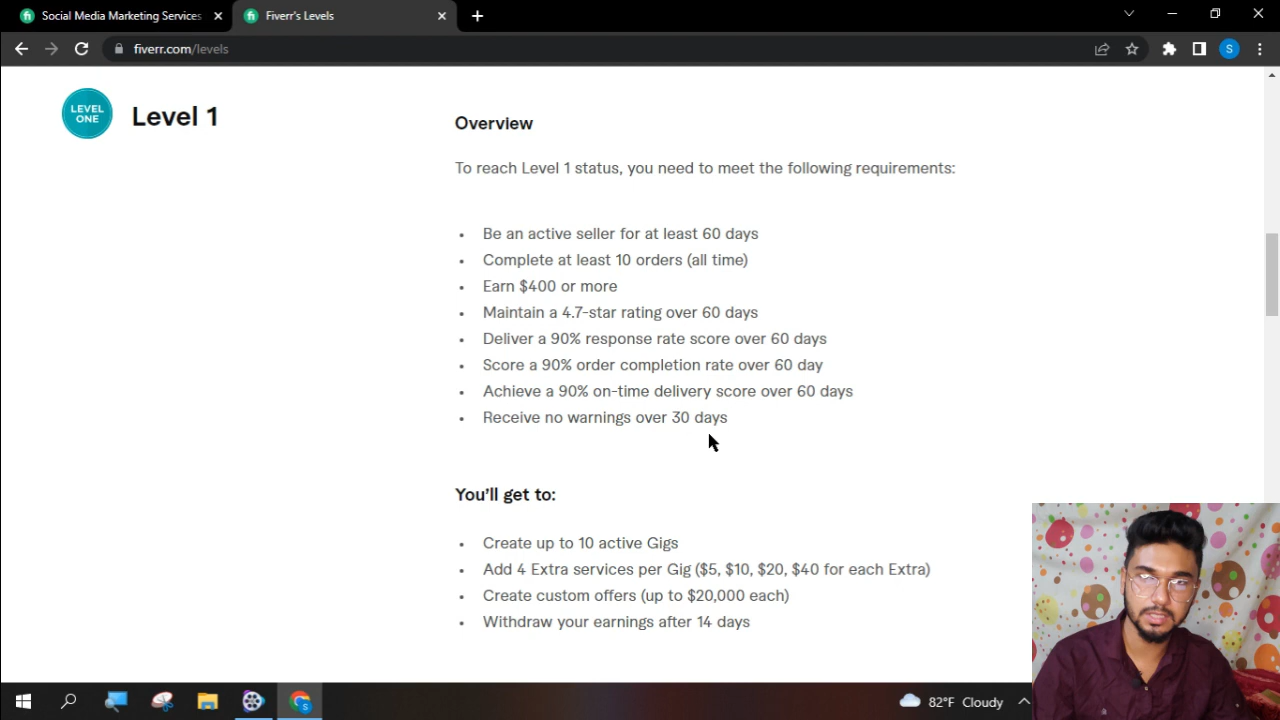 Social Media Marketing Services
Fiverr's Levels
fiverr.com/levels
S
LEVEL
ONE
Level 1
Overview
To reach Level 1 status, you need to meet the following requirements:
• Be an active seller for at least 60 days
• Complete at least 10 orders (all time)
• Earn $400 or more
• Maintain a 4.7-star rating over 60 days
• Deliver a 90% response rate score over 60 days
• Score a 90% order completion rate over 60 day
• Achieve a 90% on-time delivery score over 60 days
• Receive no warnings over 30 days
You'll get to:
• Create up to 10 active Gigs
• Add 4 Extra services per Gig ($5, $10, $20, $40 for each Extra)
• Create custom offers (up to $20,000 each)
• Withdraw your earnings after 14 days
82°F Cloudy